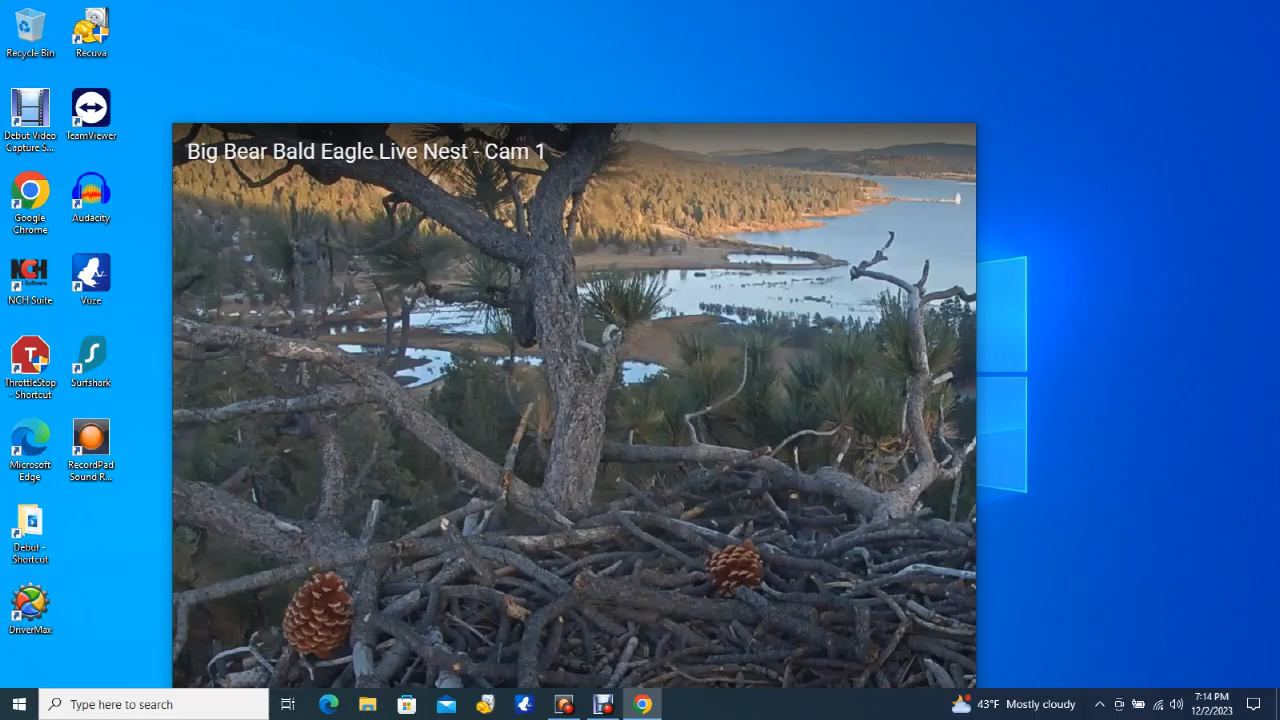 Recycle Bin
Recuva
Debut Video
Capture S...
TeamViewer
Google
Chrome
Audacity
NCH
Software
NCH Suite
Vuze
T
ThrottleStop
- Shortcut
Surfshark
Microsoft
Edge
RecordPad
Sound R...
Debut -
Shortcut
DriverMax
Big Bear Bald Eagle Live Nest - Cam 1
Type here to search
43°F Mostly cloudy
7:14 PM
12/2/2023